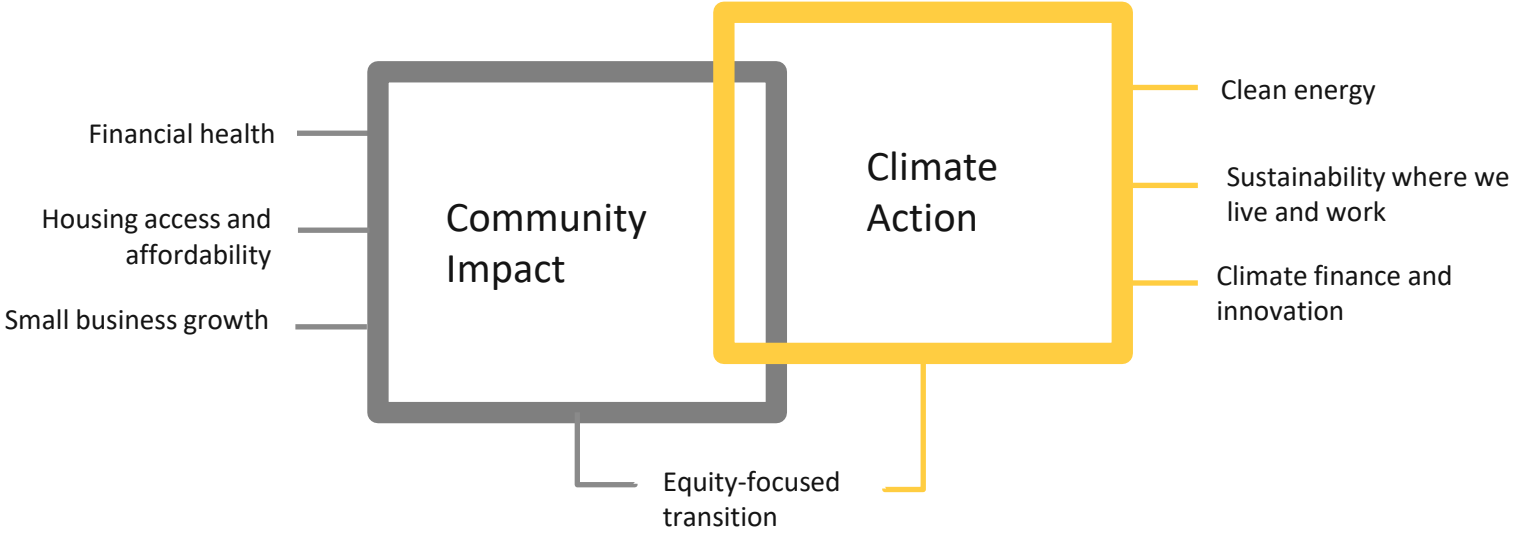 Financial health
Housing access and
affordability
Small business growth
Community
Impact
Climate
Action
Clean energy
Sustainability where we
live and work
Climate finance and
innovation
Equity-focused
transition